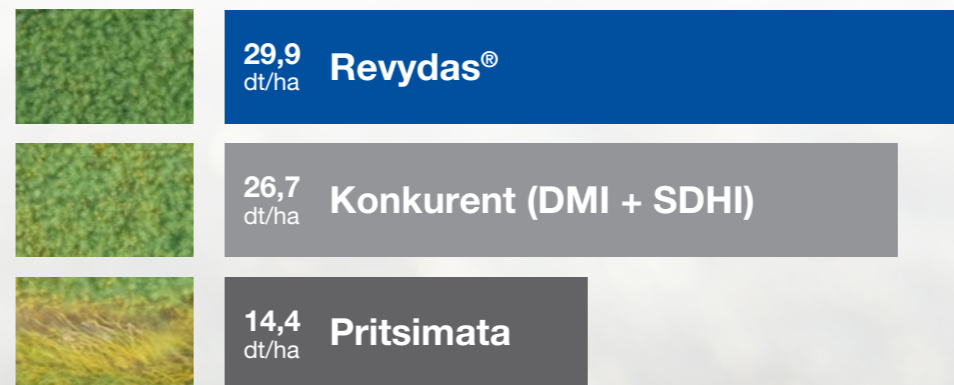 29,9
dt/ha
Revydas®
26,7
dt/ha
Konkurent (DMI + SDHI)
14,4
dt/ha
Pritsimata